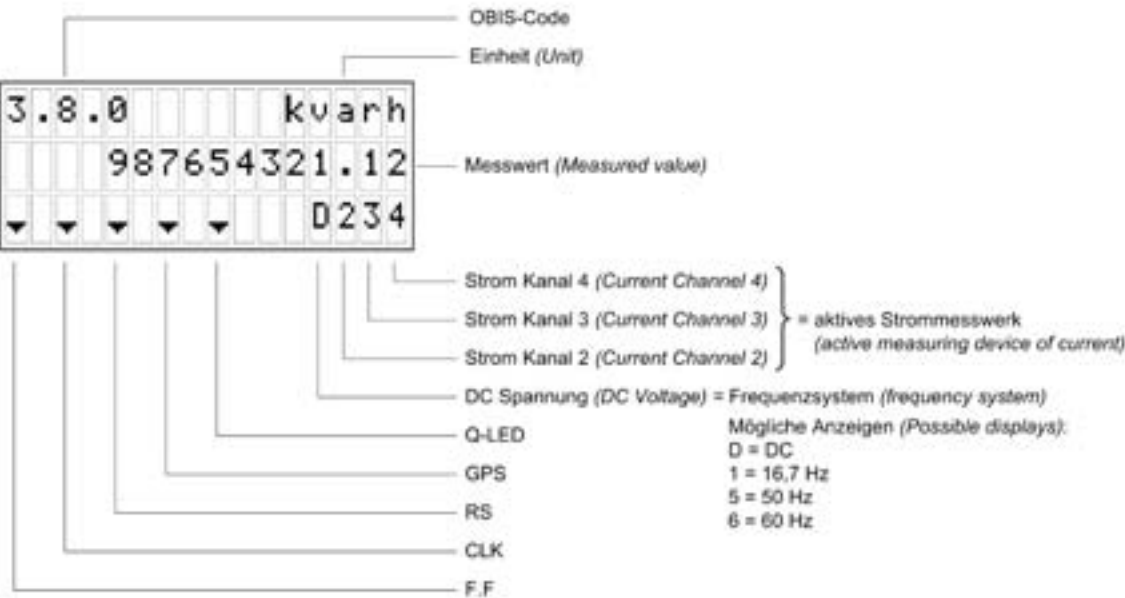 OBIS-Code
Einheit (Unit)
3.8.0 kvarh
987654321.12
Messwert (Measured value)
D234
Strom Kanal 4 (Current Channel 4)
Strom Kanal 3 (Current Channel 3)
= aktives Strommesswerk
(active measuring device of current)
Strom Kanal 2 (Current Channel 2)
DC Spannung (DC Voltage) = Frequenzsystem (frequency system)
Mögliche Anzeigen (Possible displays):
D = DC
1 = 16,7 Hz
5 = 50 Hz
6 = 60 Hz
Q-LED
GPS
RS
CLK
F.F